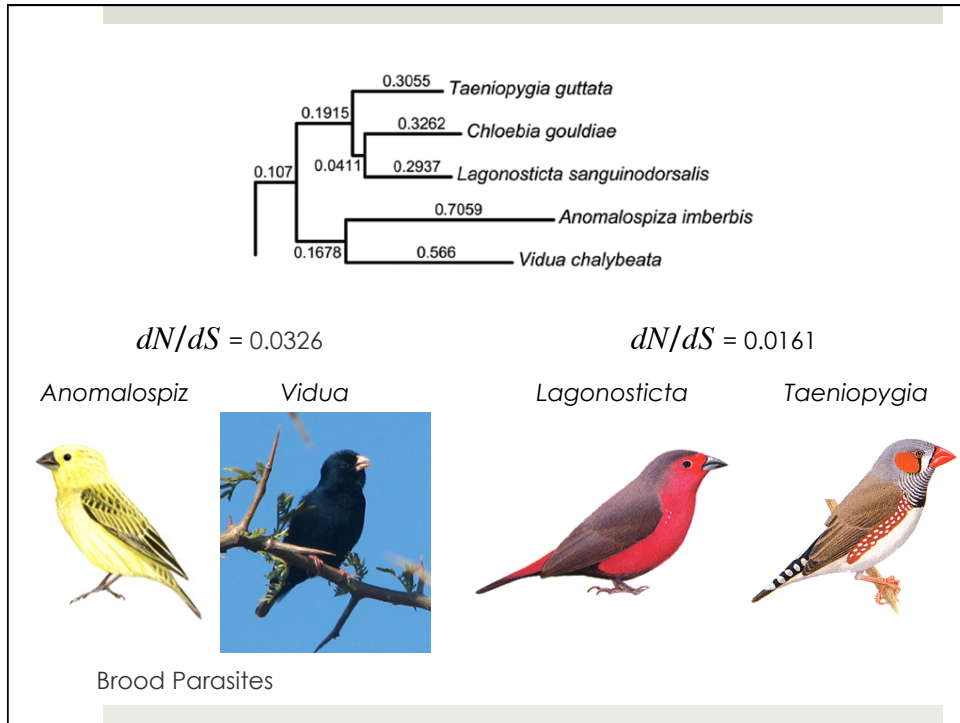 0.3055
Taeniopygia guttata
0.1915
0.3262
Chloebia gouldiae
0.107
0.0411
0.2937
Lagonosticta sanguinodorsalis
0.7059
Anomalospiza imberbis
0.1678
0.566
Vidua chalybeata
dN/dS = 0.0326
dN/dS = 0.0161
Anomalospiz
Vidua
Lagonosticta
Taeniopygia
Brood Parasites